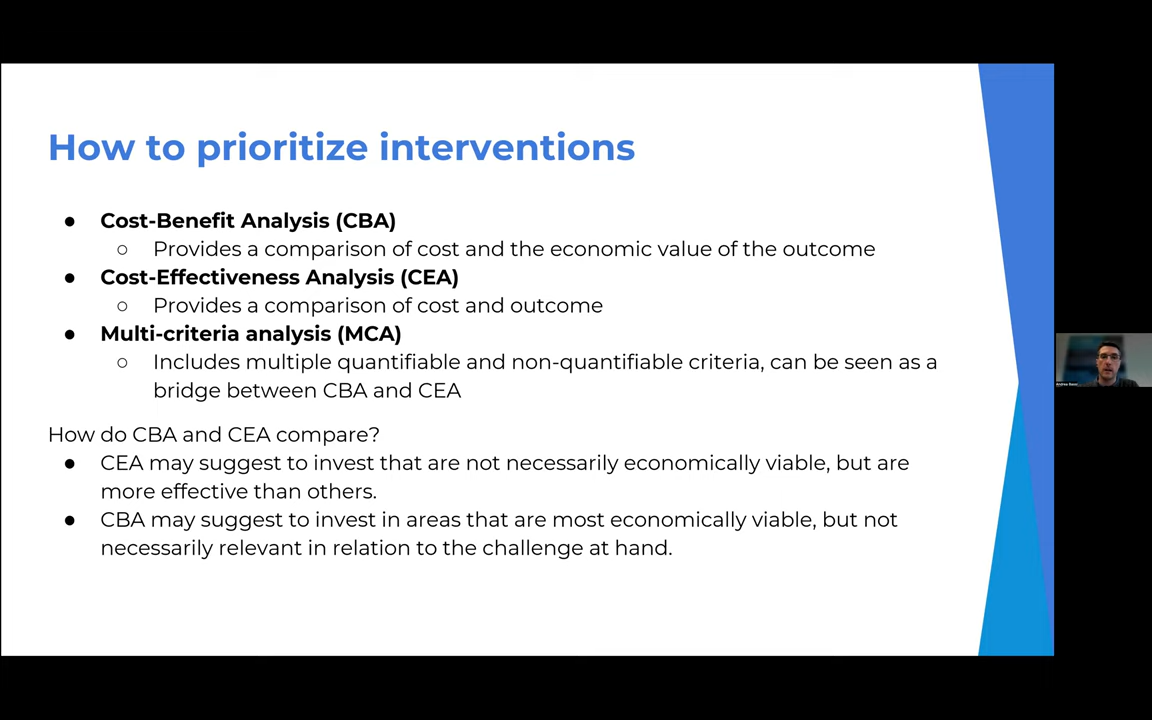 How to prioritize interventions
● Cost-Benefit Analysis (CBA)
○ Provides a comparison of cost and the economic value of the outcome
● Cost-Effectiveness Analysis (CEA)
○ Provides a comparison of cost and outcome
● Multi-criteria analysis (MCA)
○ Includes multiple quantifiable and non-quantifiable criteria, can be seen as a
bridge between CBA and CEA
How do CBA and CEA compare?
● CEA may suggest to invest that are not necessarily economically viable, but are
more effective than others.
● CBA may suggest to invest in areas that are most economically viable, but not
necessarily relevant in relation to the challenge at hand.